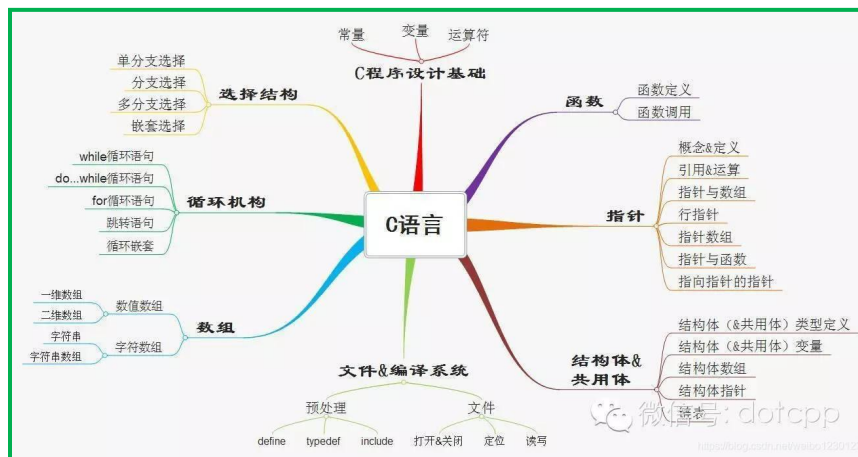 常量
变量
运算符
C程序设计基础
单分支选择
分支选择
多分支选择
嵌套选择
选择结构
函数
函数定义
函数调用
while循环语句
do...while循环语句
for循环语句
跳转语句
循环嵌套
循环机构
C语言
指针
概念&定义
引用&运算
指针与数组
行指针
指针数组
指针与函数
指向指针的指针
一维数组
二维数组
数值数组
字符串
字符串数组
字符数组
数组
文件&编译系统
预处理
define
typedef
include
文件
打开&关闭
定位
读写
结构体&
共用体
结构体（&共用体）类型定义
结构体（&共用体）变量
结构体数组
结构体指针
链表
微信号: dotcpp